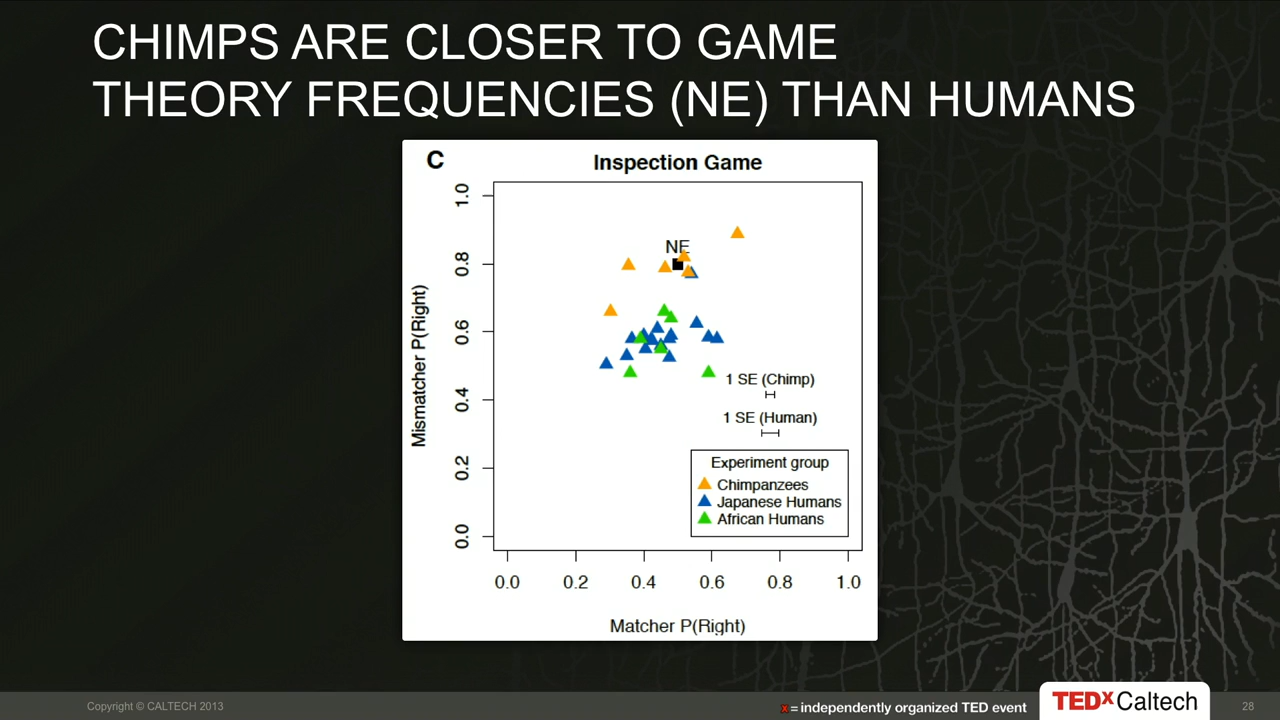 CHIMPS ARE CLOSER TO GAME
THEORY FREQUENCIES (NE) THAN HUMANS
C
Inspection Game
1.0
0.8
0.6
0.4
0.2
0.0
Mismatcher P(Right)
NE
1 SE (Chimp)
1 SE (Human)
Experiment group
Chimpanzees
Japanese Humans
African Humans
0.0 0.2 0.4 0.6 0.8 1.0
Matcher P(Right)
Copyright © CALTECH 2013
x = independently organized TED event
TEDx Caltech
28